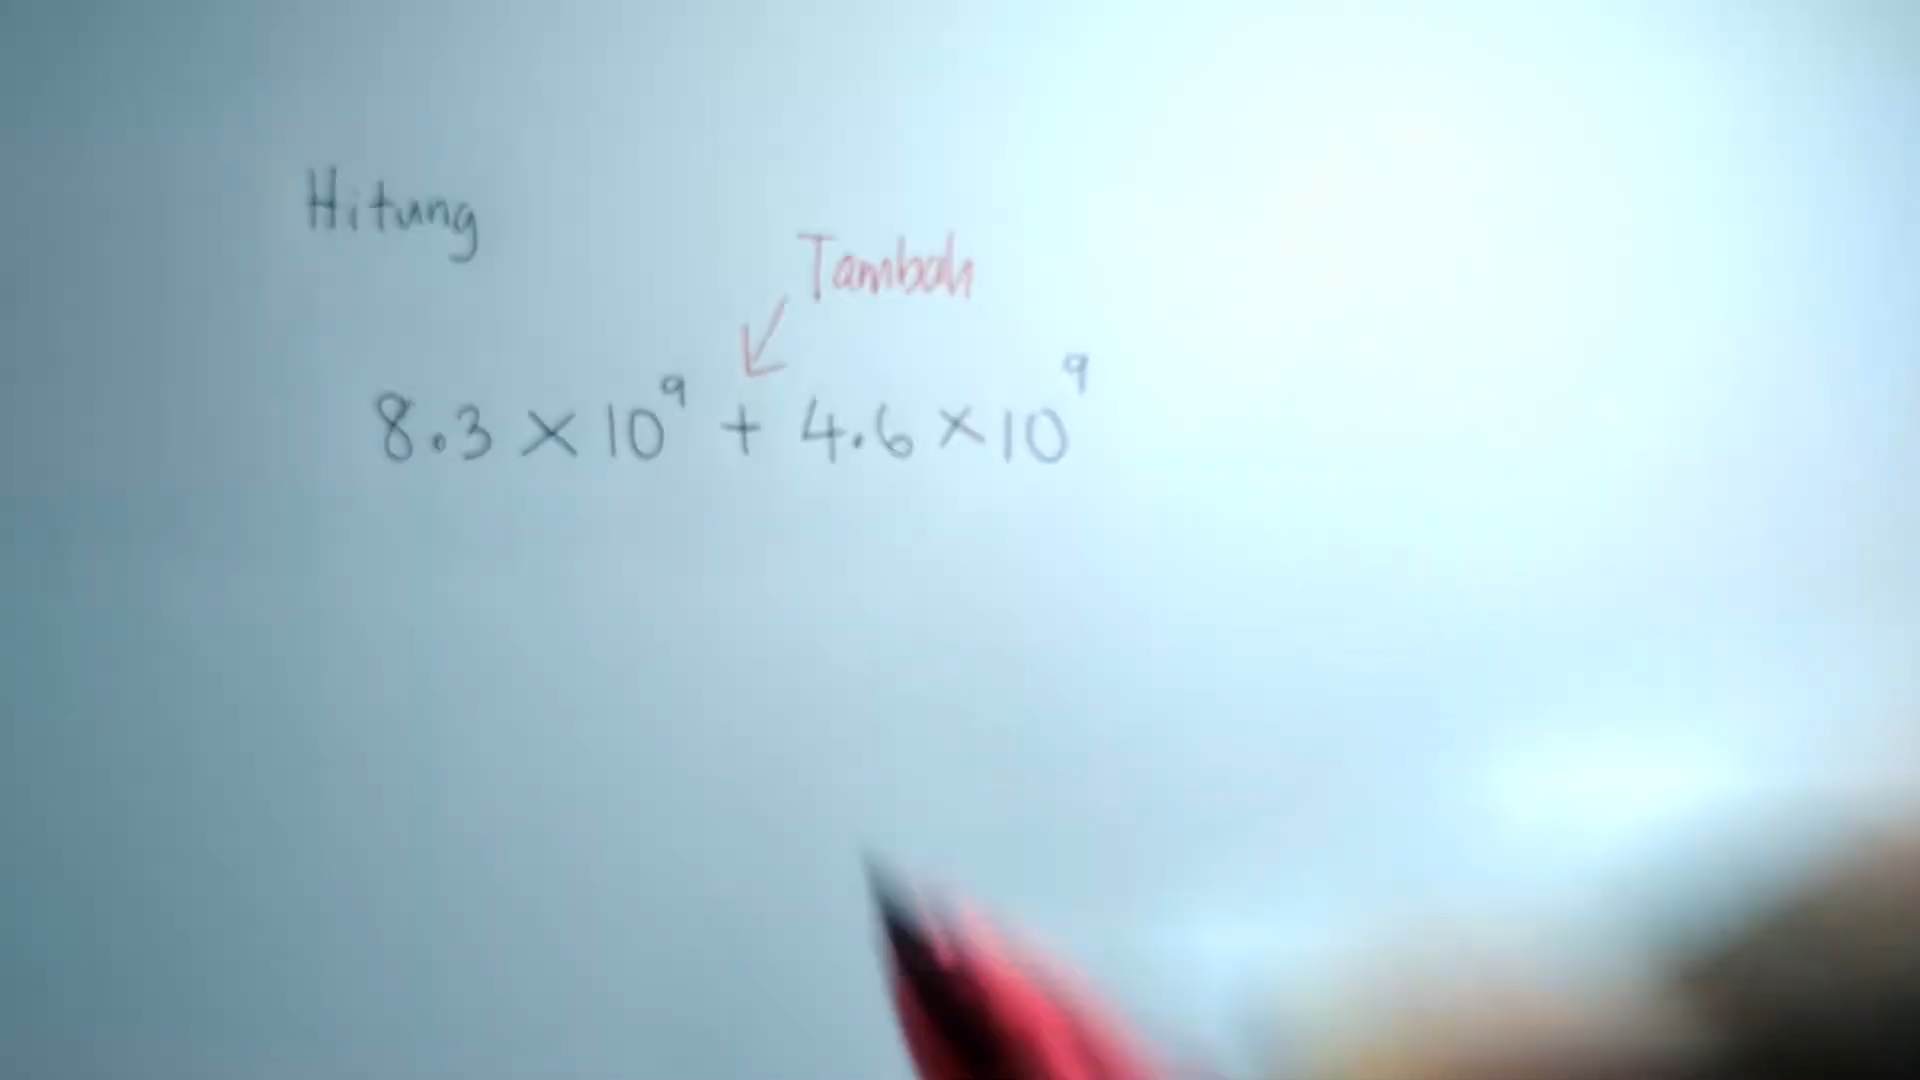 Hitung
Tambah
8.3 × 10⁹ + 4.6 × 10⁹